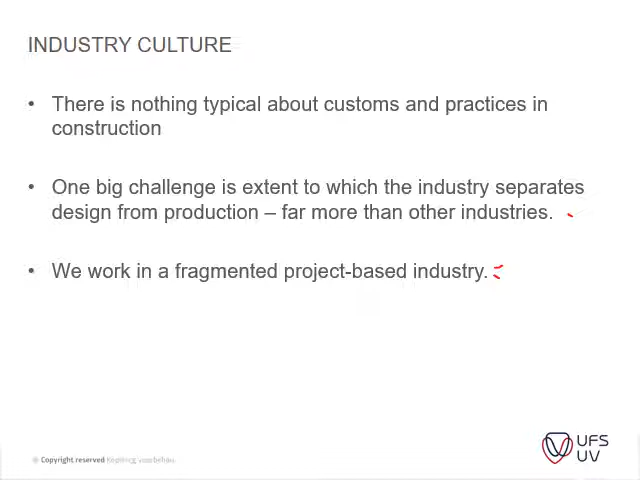 INDUSTRY CULTURE
• There is nothing typical about customs and practices in
construction
• One big challenge is extent to which the industry separates
design from production – far more than other industries.
• We work in a fragmented project-based industry.
UFS
UV
© Copyright reserved Kopiereg voorbehou